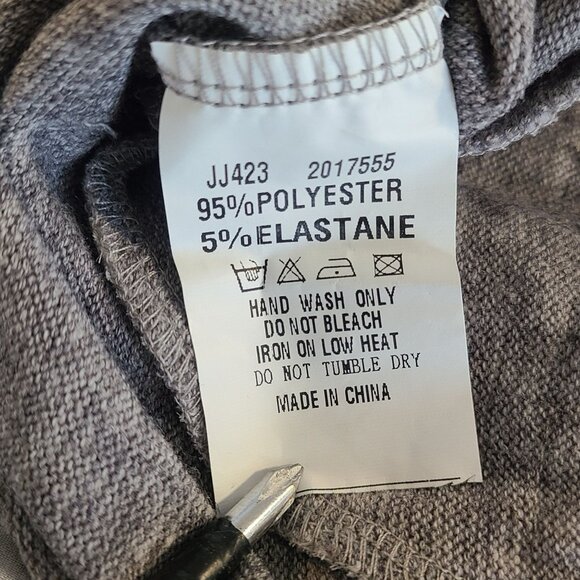 JJ423 2017555
95%POLYESTER
5%ELASTANE
HAND WASH ONLY
DO NOT BLEACH
IRON ON LOW HEAT
DO NOT TUMBLE DRY
MADE IN CHINA